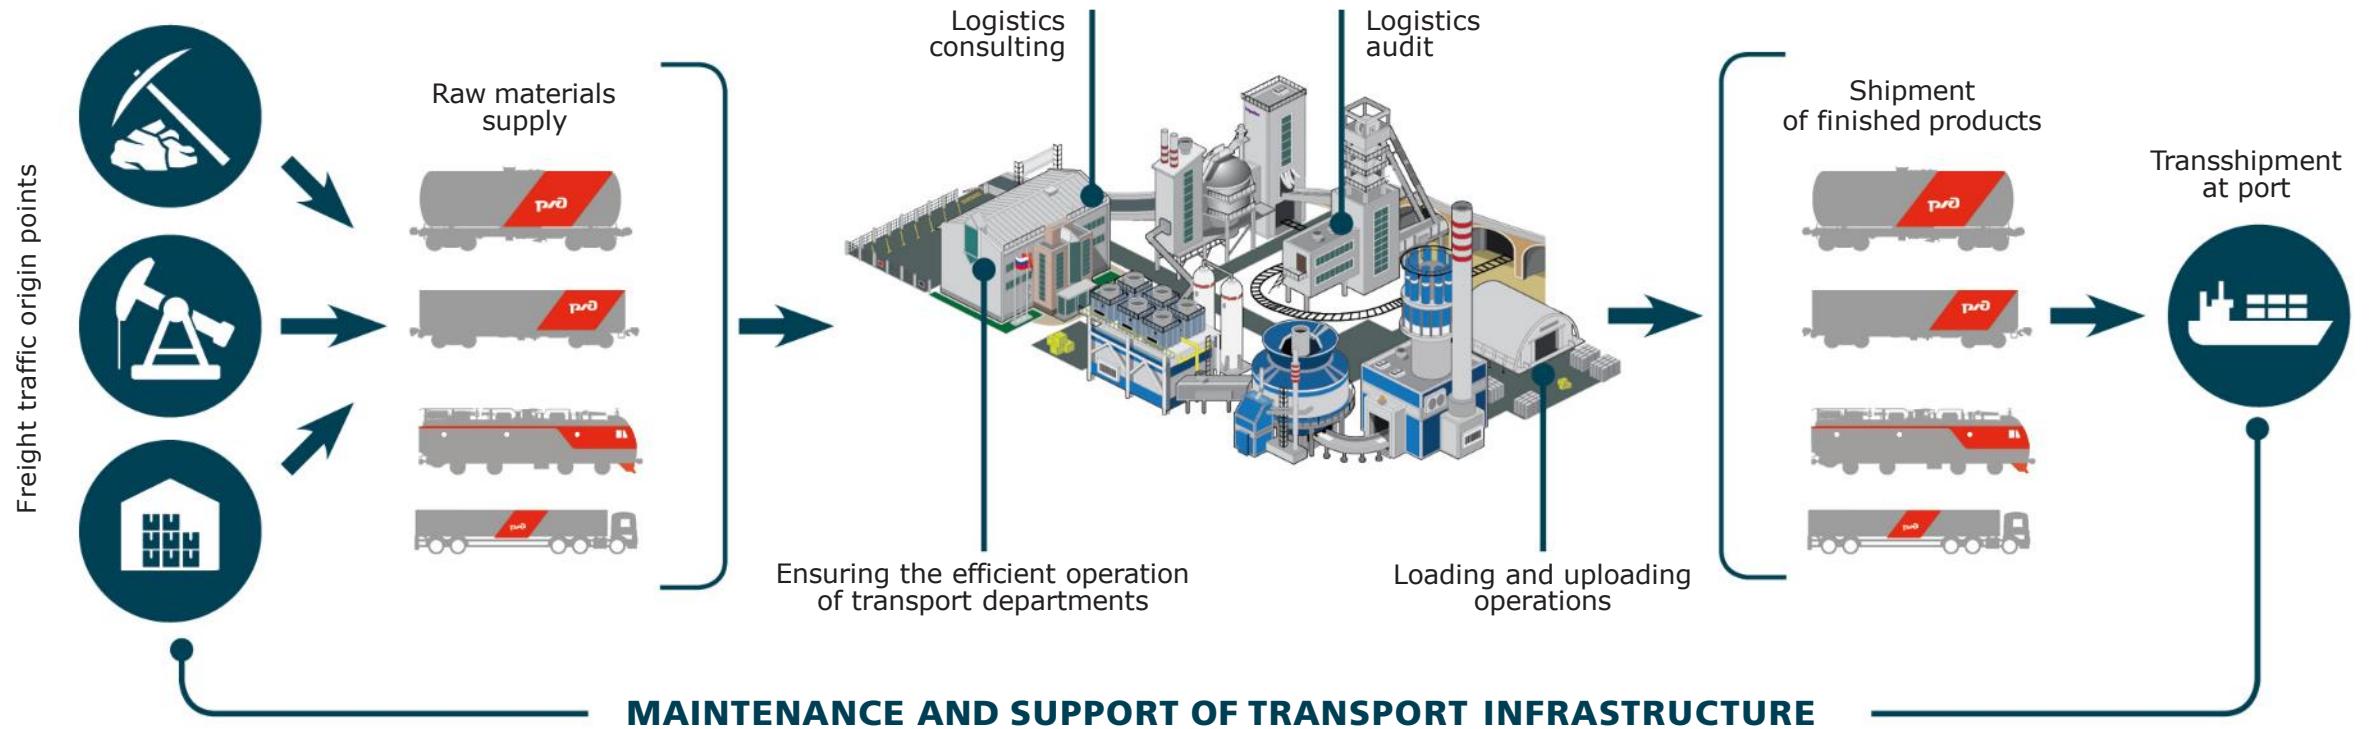 Freight traffic origin points
Raw materials
supply
Logistics
consulting
Logistics
audit
Ensuring the efficient operation
of transport departments
Loading and uploading
operations
Shipment
of finished products
Transshipment
at port
MAINTENANCE AND SUPPORT OF TRANSPORT INFRASTRUCTURE